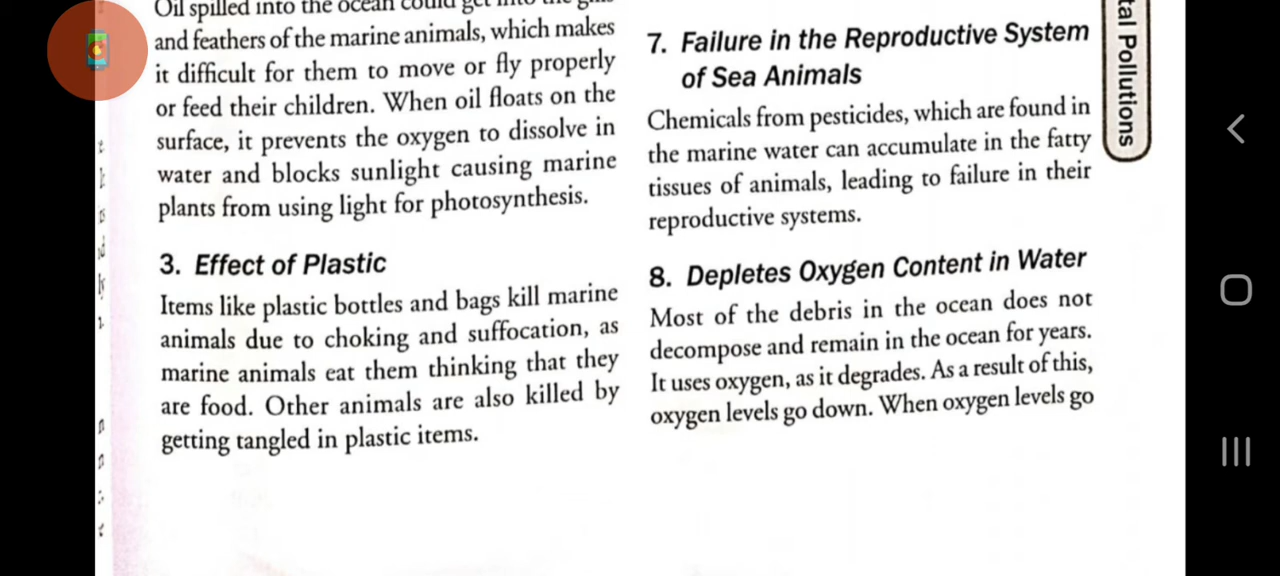 Oil spilled into the ocean could get into the gills
and feathers of the marine animals, which makes
it difficult for them to move or fly properly
or feed their children. When oil floats on the
surface, it prevents the oxygen to dissolve in
water and blocks sunlight causing marine
plants from using light for photosynthesis.
3. Effect of Plastic
Items like plastic bottles and bags kill marine
animals due to choking and suffocation, as
marine animals eat them thinking that they
are food. Other animals are also killed by
getting tangled in plastic items.
7. Failure in the Reproductive System
of Sea Animals
Chemicals from pesticides, which are found in
the marine water can accumulate in the fatty
tissues of animals, leading to failure in their
reproductive systems.
8. Depletes Oxygen Content in Water
Most of the debris in the ocean does not
decompose and remain in the ocean for years.
It uses oxygen, as it degrades. As a result of this,
oxygen levels go down. When oxygen levels go
tal Pollutions